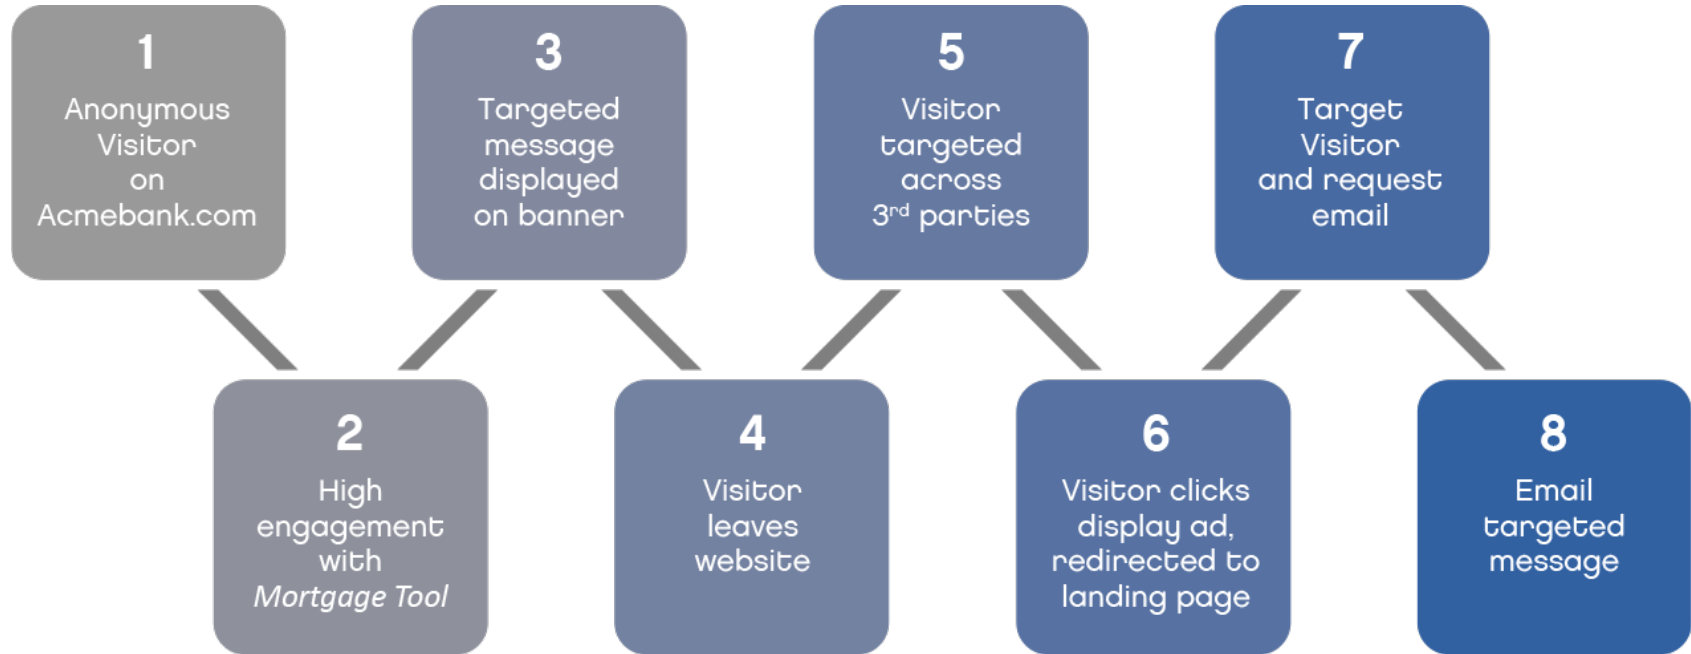 1
Anonymous
Visitor
on
Acmebank.com
2
High
engagement
with
Mortgage Tool
3
Targeted
message
displayed
on banner
4
Visitor
leaves
website
5
Visitor
targeted
across
3rd parties
6
Visitor clicks
display ad,
redirected to
landing page
7
Target
Visitor
and request
email
8
Email
targeted
message